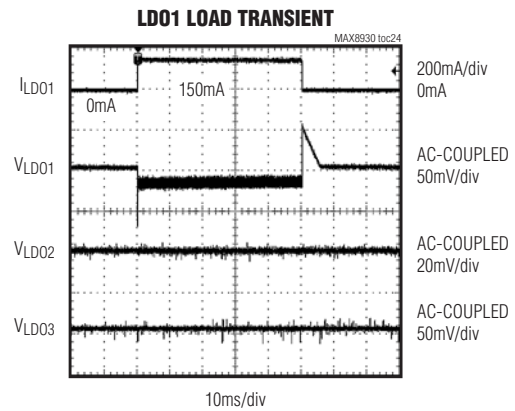 LDO1 LOAD TRANSIENT
MAX8930 toc24
ILDO1
0mA
150mA
200mA/div
0mA
VLDO1
AC-COUPLED
50mV/div
VLDO2
AC-COUPLED
20mV/div
VLDO3
AC-COUPLED
50mV/div
10ms/div